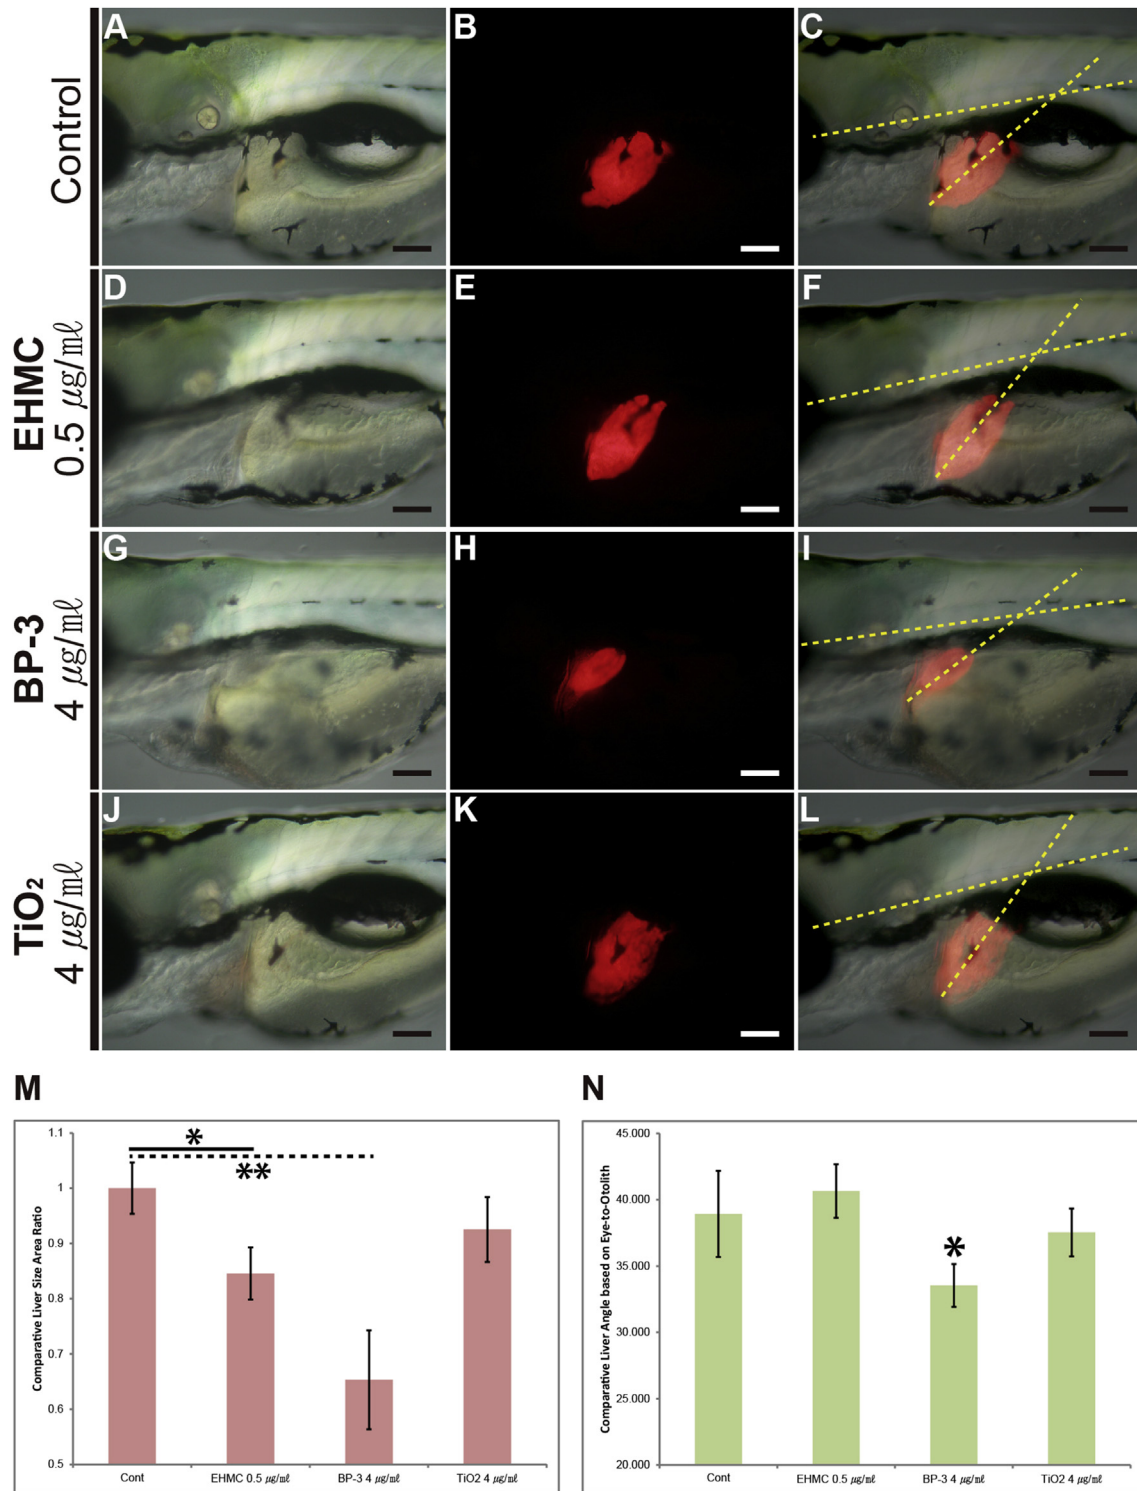 A
B
C
Control
D
E
F
EHMC
0.5 μg/㎖
G
H
I
BP-3
4 μg/㎖
J
K
L
TiO₂
4 μg/㎖
M
N
1.1
1
0.9
0.8
0.7
0.6
0.5
Comparative Liver Size Area Ratio
*
**
Cont
EHMC 0.5 μg/㎖
BP-3 4 μg/㎖
TiO2 4 μg/㎖
45.000
40.000
35.000
30.000
25.000
20.000
Comparative Liver Angle based on Eye-to-Otolith
*
Cont
EHMC 0.5 μg/㎖
BP-3 4 μg/㎖
TiO2 4 μg/㎖